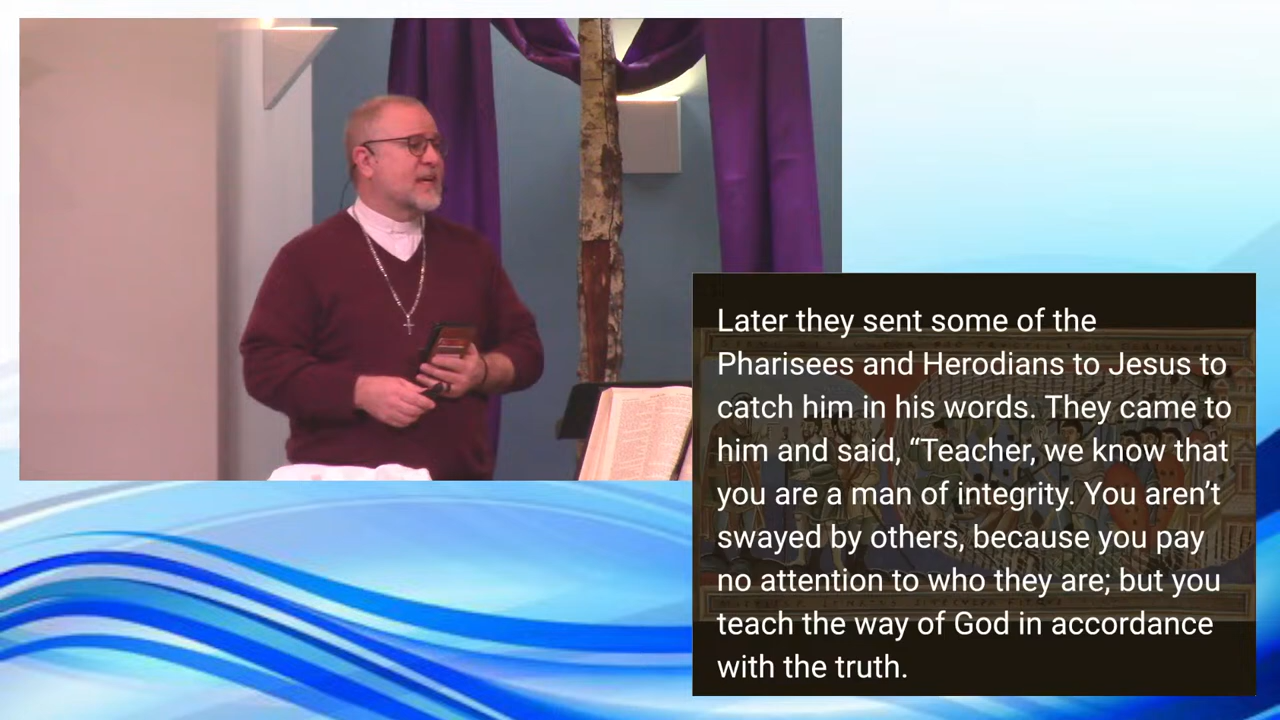 Later they sent some of the
Pharisees and Herodians to Jesus to
catch him in his words. They came to
him and said, “Teacher, we know that
you are a man of integrity. You aren’t
swayed by others, because you pay
no attention to who they are; but you
teach the way of God in accordance
with the truth.